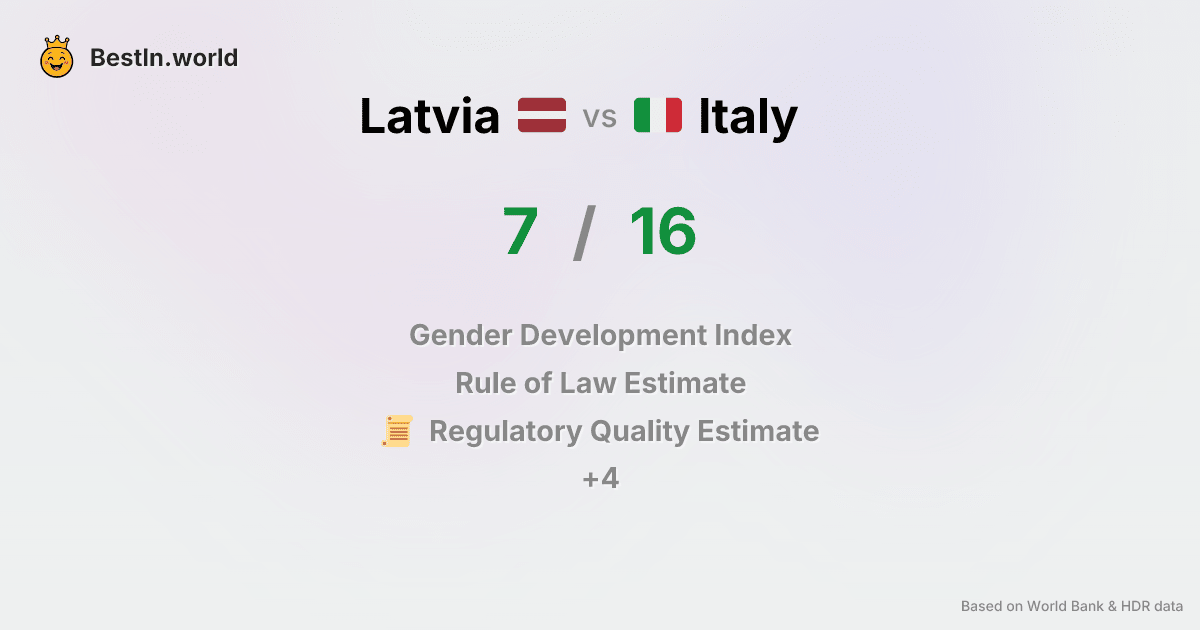 BestIn.world
Latvia vs Italy
7 / 16
Gender Development Index
Rule of Law Estimate
Regulatory Quality Estimate
+4
Based on World Bank & HDR data